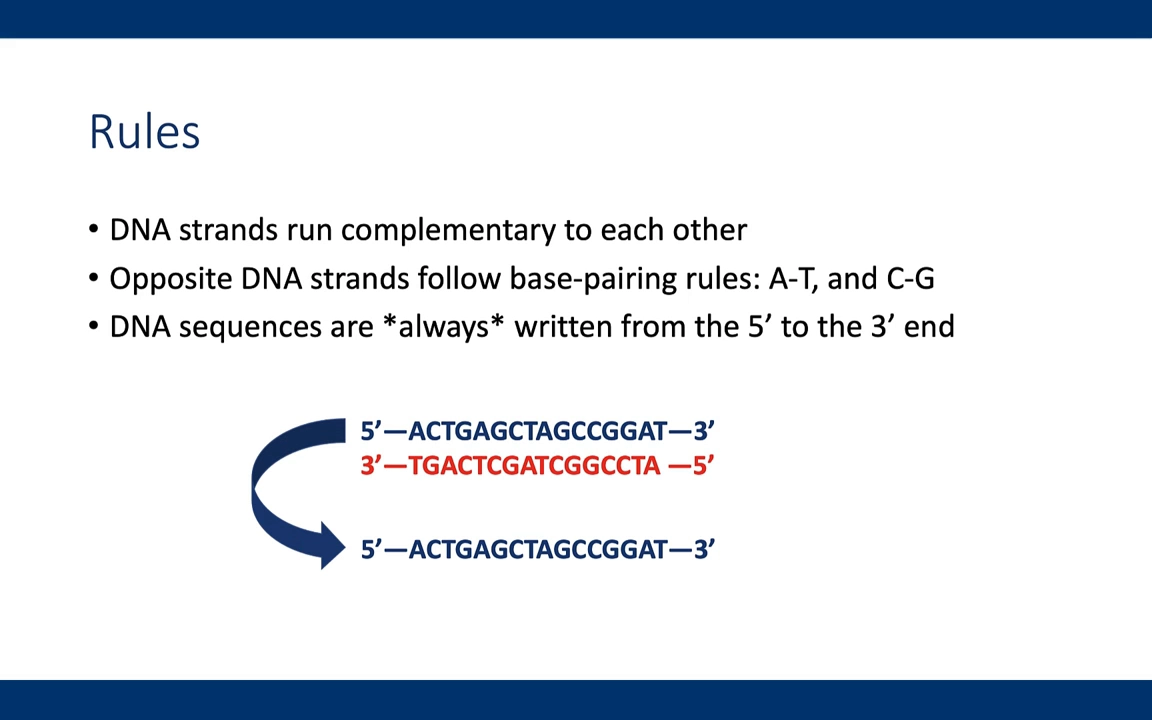 Rules
• DNA strands run complementary to each other
• Opposite DNA strands follow base-pairing rules: A-T, and C-G
• DNA sequences are *always* written from the 5’ to the 3’ end
5’—ACTGAGCTAGCCGGAT—3’
3’—TGACTCGATCGGCCTA —5’
5’—ACTGAGCTAGCCGGAT—3’